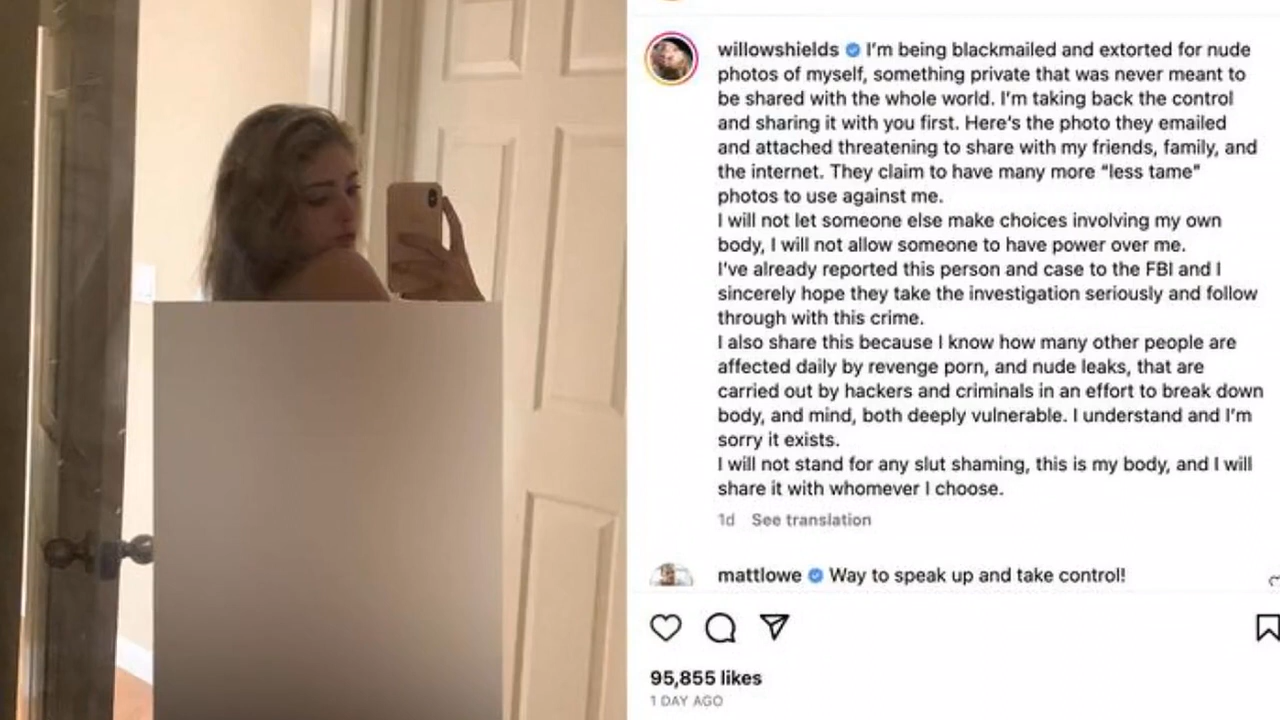 willowshields I'm being blackmailed and extorted for nude
photos of myself, something private that was never meant to
be shared with the whole world. I'm taking back the control
and sharing it with you first. Here's the photo they emailed
and attached threatening to share with my friends, family, and
the internet. They claim to have many more “less tame”
photos to use against me.
I will not let someone else make choices involving my own
body, I will not allow someone to have power over me.
I've already reported this person and case to the FBI and I
sincerely hope they take the investigation seriously and follow
through with this crime.
I also share this because I know how many other people are
affected daily by revenge porn, and nude leaks, that are
carried out by hackers and criminals in an effort to break down
body, and mind, both deeply vulnerable. I understand and I'm
sorry it exists.
I will not stand for any slut shaming, this is my body, and I will
share it with whomever I choose.
1d See translation
mattlowe Way to speak up and take control!
95,855 likes
1 DAY AGO